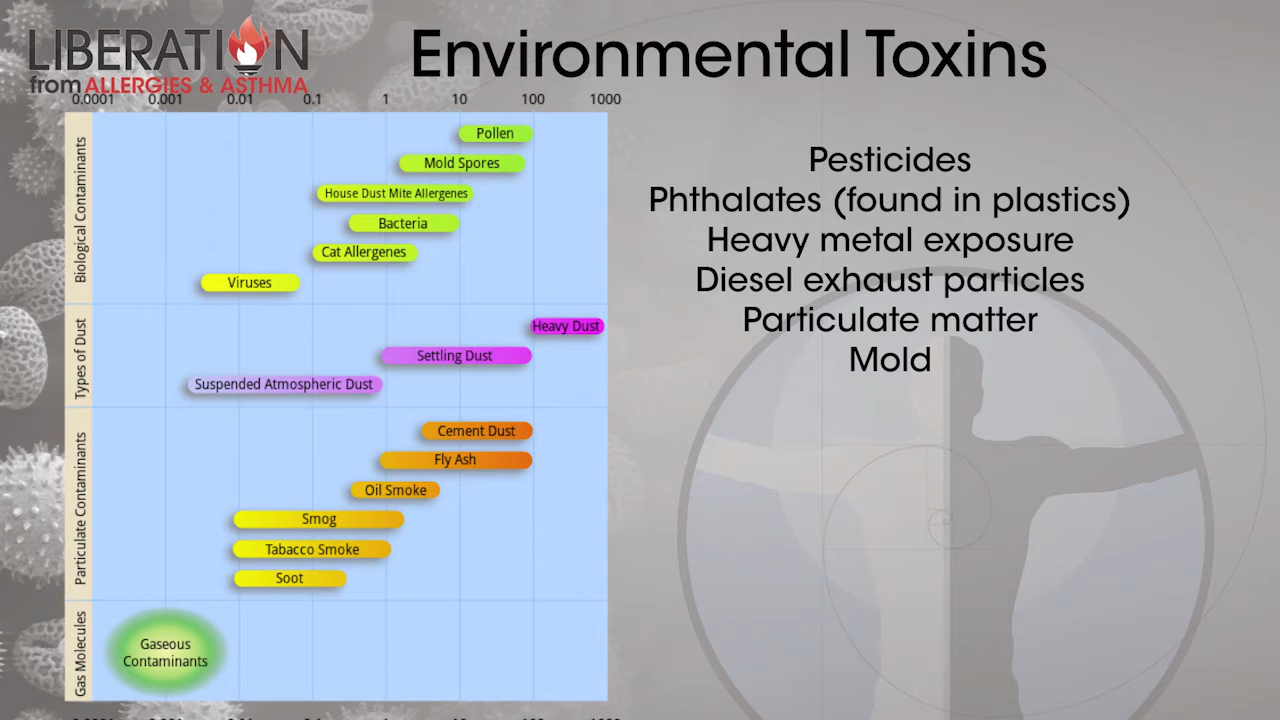 LIBERATION
from ALLERGIES & ASTHMA
Environmental Toxins
0.0001 0.001 0.01 0.1 1 10 100 1000
Biological Contaminants
Pollen
Mold Spores
House Dust Mite Allergenes
Bacteria
Cat Allergenes
Viruses
Types of Dust
Heavy Dust
Settling Dust
Suspended Atmospheric Dust
Particulate Contaminants
Cement Dust
Fly Ash
Oil Smoke
Smog
Tabacco Smoke
Soot
Gas Molecules
Gaseous
Contaminants
Pesticides
Phthalates (found in plastics)
Heavy metal exposure
Diesel exhaust particles
Particulate matter
Mold